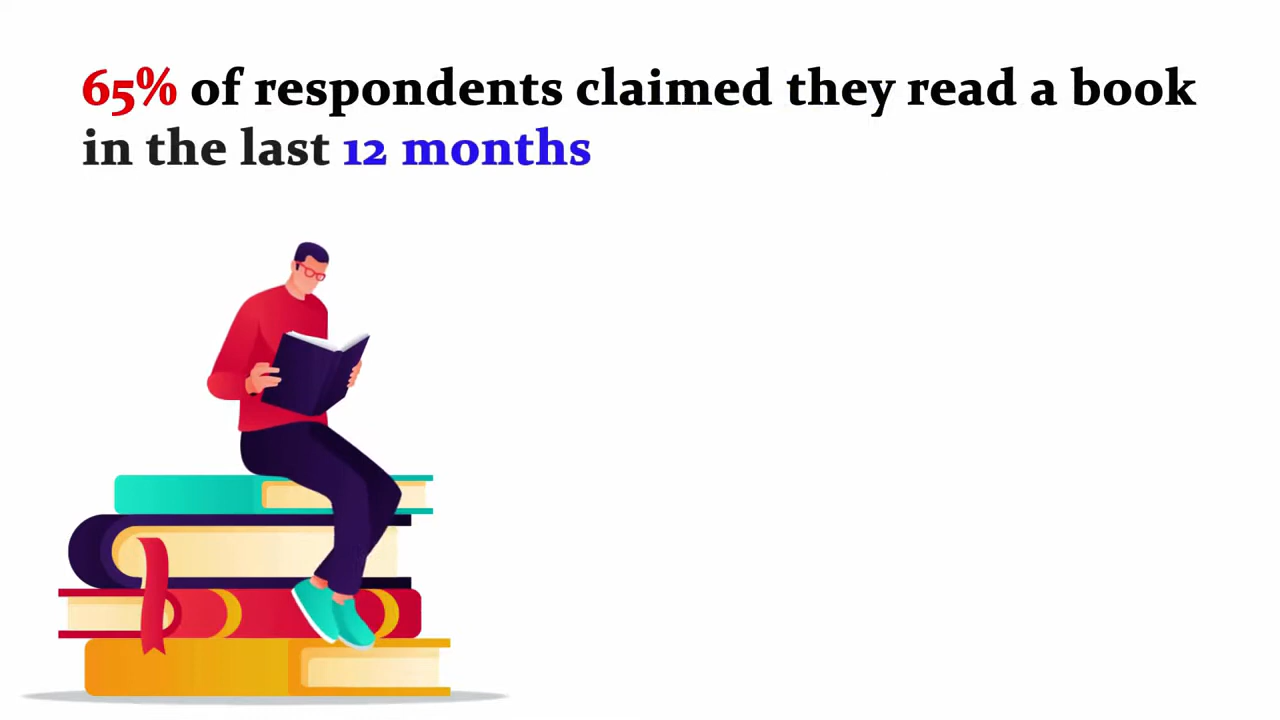 65% of respondents claimed they read a book
in the last 12 months